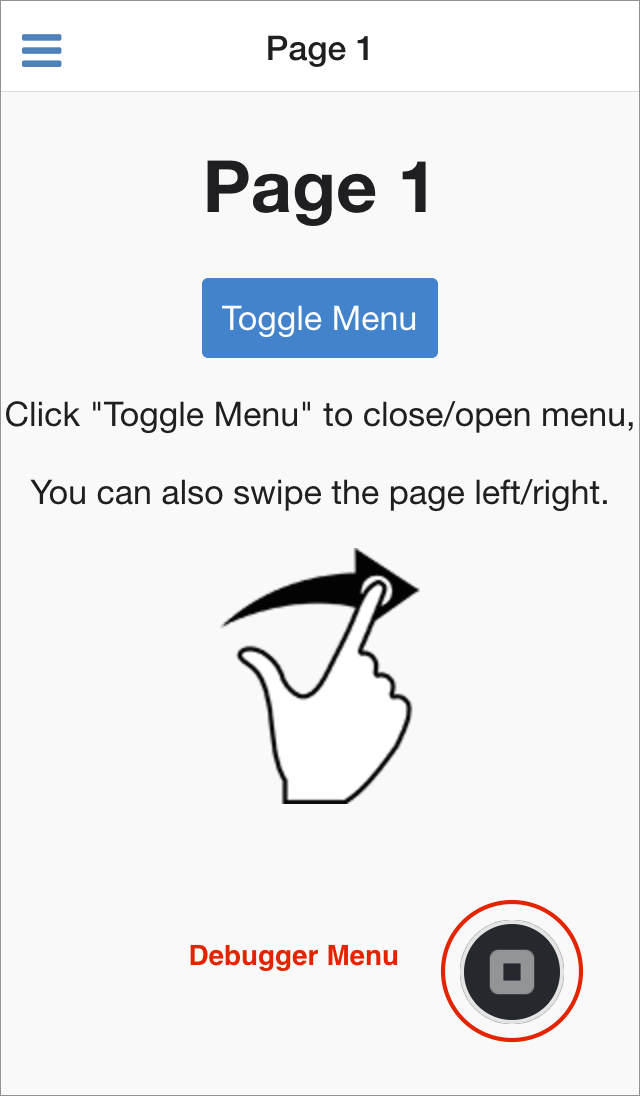 Page 1
Page 1
Toggle Menu
Click "Toggle Menu" to close/open menu,
You can also swipe the page left/right.
Debugger Menu